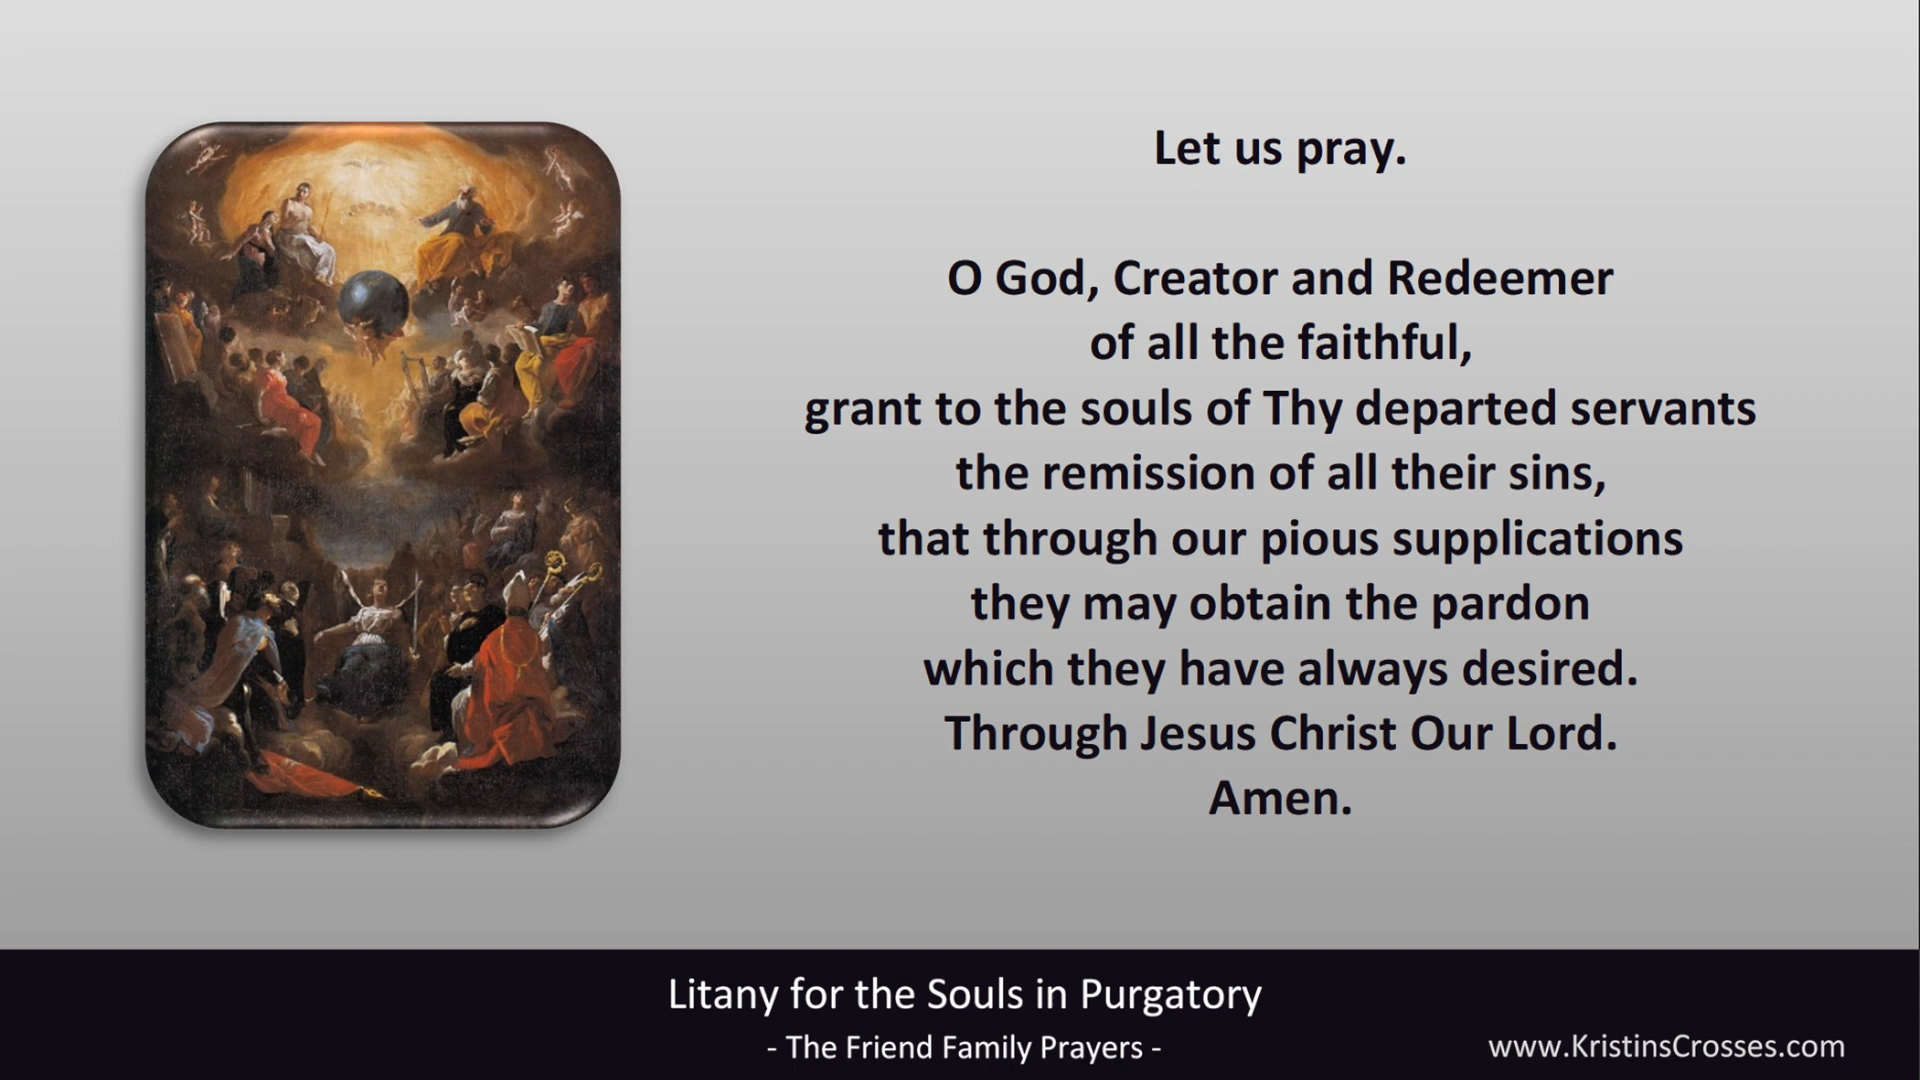 Let us pray.
O God, Creator and Redeemer
of all the faithful,
grant to the souls of Thy departed servants
the remission of all their sins,
that through our pious supplications
they may obtain the pardon
which they have always desired.
Through Jesus Christ Our Lord.
Amen.
Litany for the Souls in Purgatory
- The Friend Family Prayers -
www.KristinsCrosses.com